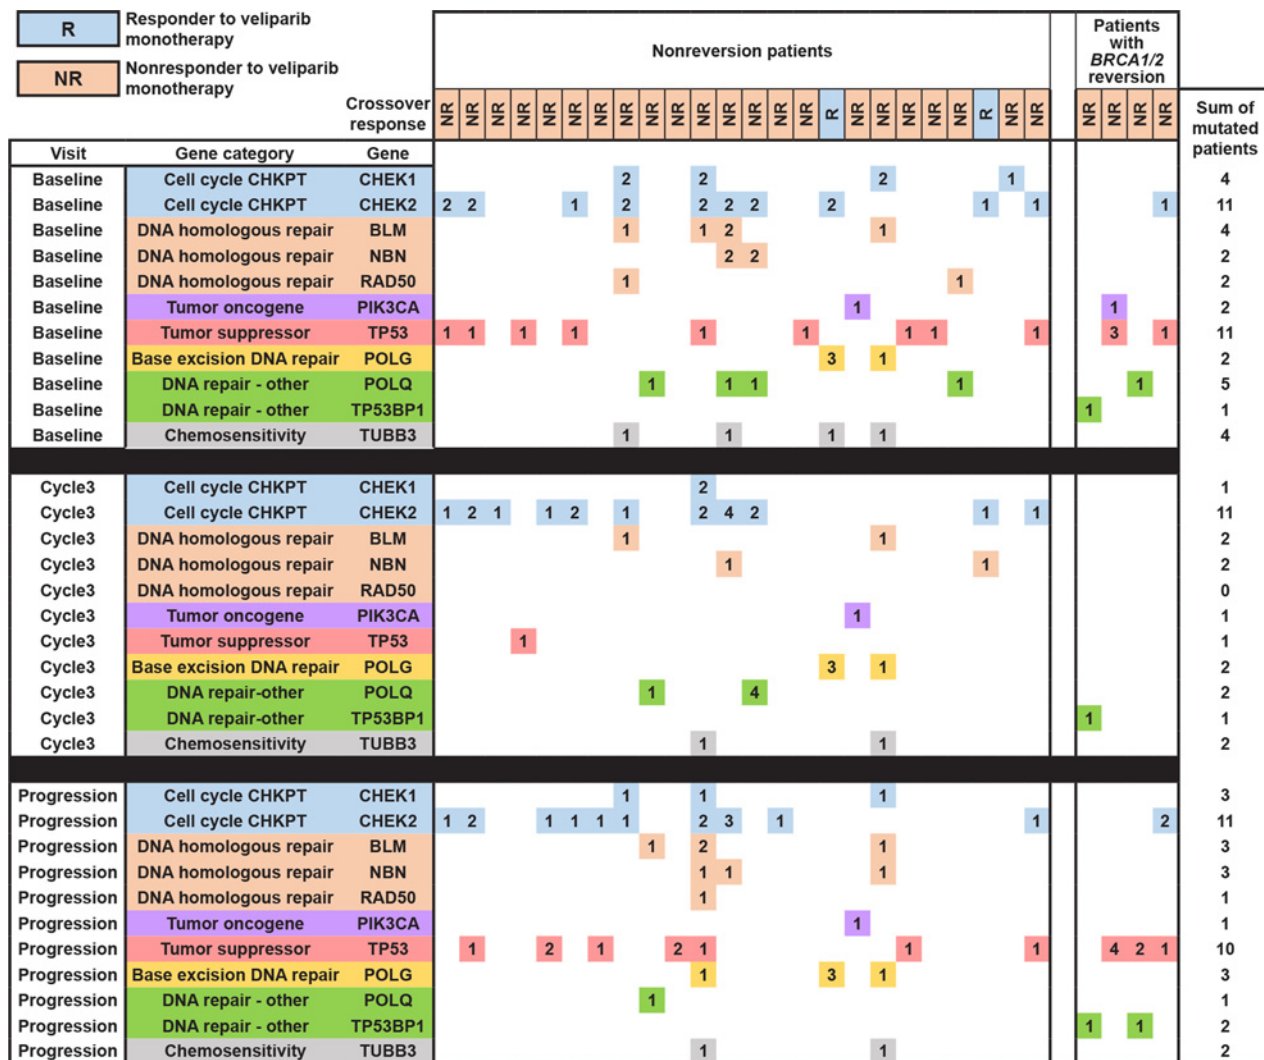 R Responder to veliparib monotherapy
NR Nonresponder to veliparib monotherapy
Nonreversion patients
Patients with BRCA1/2 reversion
Crossover response NR NR NR NR NR NR NR NR NR NR NR NR NR NR NR R NR NR NR NR NR R NR NR NR NR NR NR
Sum of mutated patients
Visit Gene category Gene
Baseline Cell cycle CHKPT CHEK1 2 2 2 1 4
Baseline Cell cycle CHKPT CHEK2 2 2 1 2 2 2 2 2 1 1 1 11
Baseline DNA homologous repair BLM 1 1 2 1 4
Baseline DNA homologous repair NBN 2 2 2
Baseline DNA homologous repair RAD50 1 1 2
Baseline Tumor oncogene PIK3CA 1 1 2
Baseline Tumor suppressor TP53 1 1 1 1 1 1 1 1 1 3 1 11
Baseline Base excision DNA repair POLG 3 1 2
Baseline DNA repair - other POLQ 1 1 1 1 1 5
Baseline DNA repair - other TP53BP1 1 1
Baseline Chemosensitivity TUBB3 1 1 1 1 4
Cycle3 Cell cycle CHKPT CHEK1 2 1
Cycle3 Cell cycle CHKPT CHEK2 1 2 1 1 2 1 2 4 2 1 1 11
Cycle3 DNA homologous repair BLM 1 1 2
Cycle3 DNA homologous repair NBN 1 1 2
Cycle3 DNA homologous repair RAD50 0
Cycle3 Tumor oncogene PIK3CA 1 1
Cycle3 Tumor suppressor TP53 1 1
Cycle3 Base excision DNA repair POLG 3 1 2
Cycle3 DNA repair-other POLQ 1 4 2
Cycle3 DNA repair-other TP53BP1 1 1
Cycle3 Chemosensitivity TUBB3 1 1 2
Progression Cell cycle CHKPT CHEK1 1 1 1 3
Progression Cell cycle CHKPT CHEK2 1 2 1 1 1 1 2 3 1 1 2 11
Progression DNA homologous repair BLM 1 2 1 3
Progression DNA homologous repair NBN 1 1 1 3
Progression DNA homologous repair RAD50 1 1
Progression Tumor oncogene PIK3CA 1 1
Progression Tumor suppressor TP53 1 2 1 2 1 1 1 4 2 1 10
Progression Base excision DNA repair POLG 1 3 1 3
Progression DNA repair - other POLQ 1 1
Progression DNA repair - other TP53BP1 1 1 2
Progression Chemosensitivity TUBB3 1 1 2